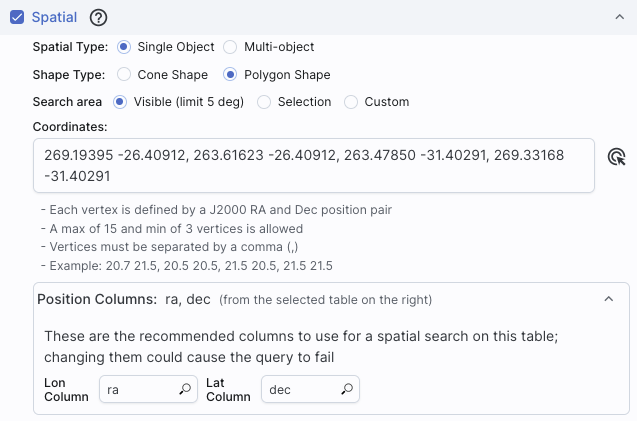 Spatial ?
Spatial Type: Single Object Multi-object
Shape Type: Cone Shape Polygon Shape
Search area Visible (limit 5 deg) Selection Custom
Coordinates:
269.19395 -26.40912, 263.61623 -26.40912, 263.47850 -31.40291, 269.33168
-31.40291
- Each vertex is defined by a J2000 RA and Dec position pair
- A max of 15 and min of 3 vertices is allowed
- Vertices must be separated by a comma (,)
- Example: 20.7 21.5, 20.5 20.5, 21.5 20.5, 21.5 21.5
Position Columns: ra, dec (from the selected table on the right)
These are the recommended columns to use for a spatial search on this table;
changing them could cause the query to fail
Lon Column ra Lat Column dec